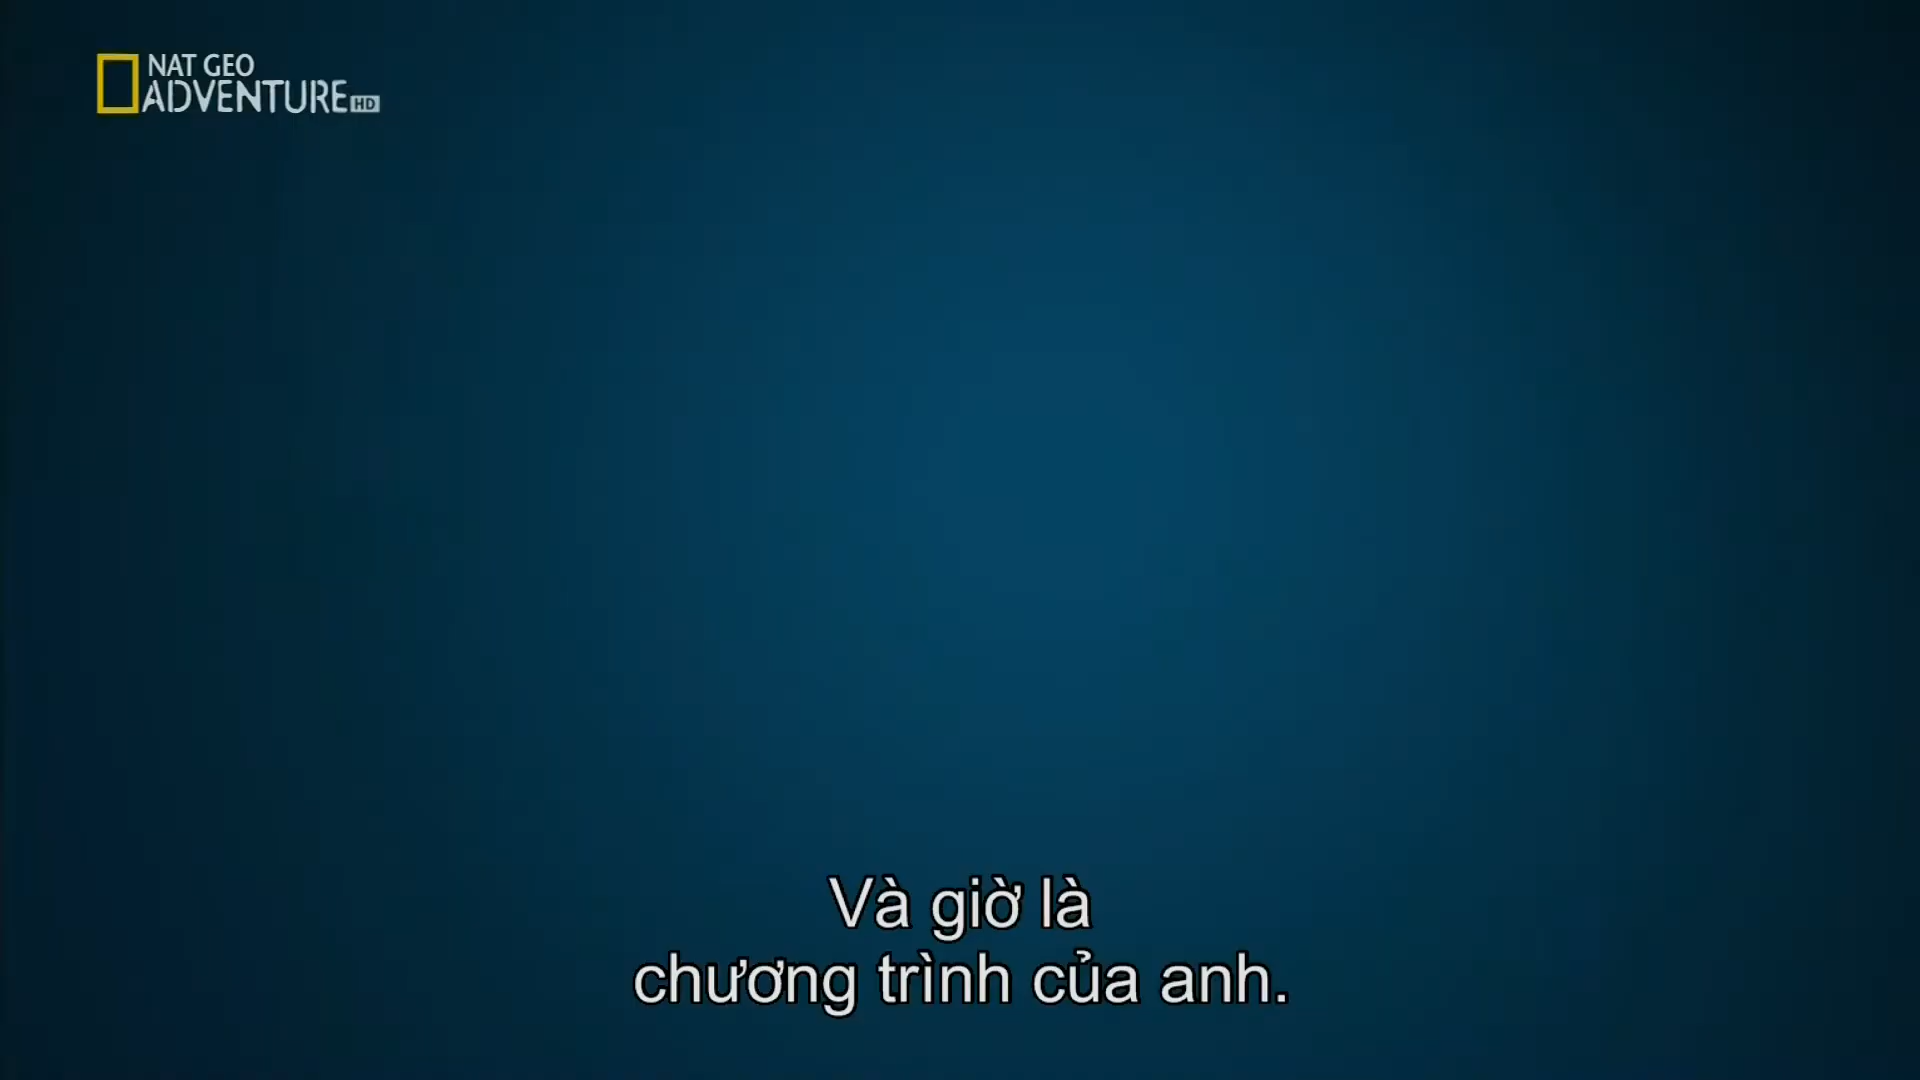 NAT GEO
ADVENTURE HD
Và giờ là
chương trình của anh.